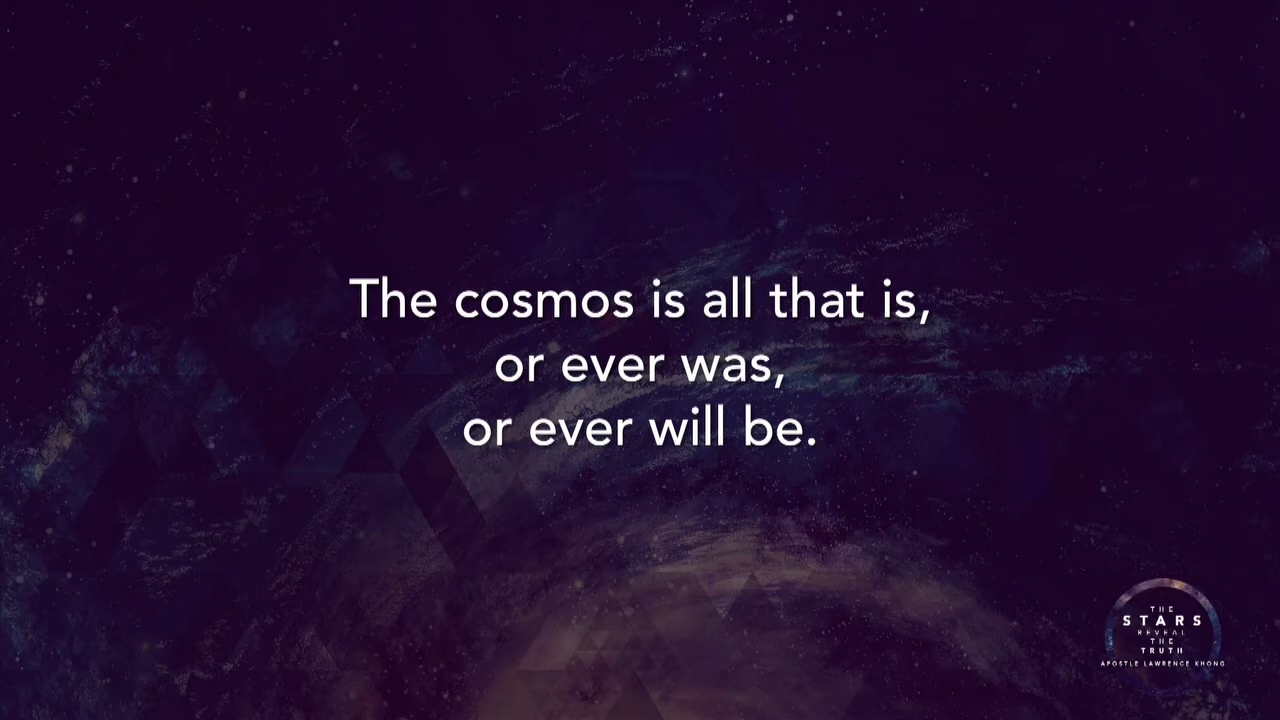 The cosmos is all that is,
or ever was,
or ever will be.
THE
STARS
REVEAL
THE
TRUTH
APOSTLE LAWRENCE KHONG